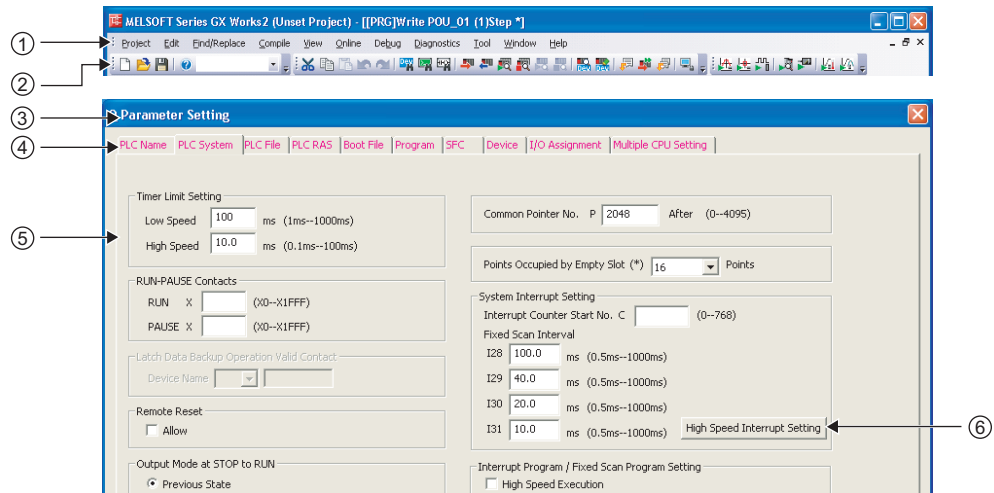 MELSOFT Series GX Works2 (Unset Project) - [[PRG]Write POU_01 (1)Step *]
① Project Edit Find/Replace Compile View Online Debug Diagnostics Tool Window Help
②
③ Parameter Setting
④ PLC Name PLC System PLC File PLC RAS Boot File Program SFC Device I/O Assignment Multiple CPU Setting
⑤
Timer Limit Setting
Low Speed 100 ms (1ms--1000ms)
High Speed 10.0 ms (0.1ms--100ms)
RUN-PAUSE Contacts
RUN X (X0--X1FFF)
PAUSE X (X0--X1FFF)
Latch Data Backup Operation Valid Contact
Device Name
Remote Reset
Allow
Output Mode at STOP to RUN
Previous State
Common Pointer No. P 2048 After (0--4095)
Points Occupied by Empty Slot (*) 16 Points
System Interrupt Setting
Interrupt Counter Start No. C (0--768)
Fixed Scan Interval
I28 100.0 ms (0.5ms--1000ms)
I29 40.0 ms (0.5ms--1000ms)
I30 20.0 ms (0.5ms--1000ms)
I31 10.0 ms (0.5ms--1000ms) High Speed Interrupt Setting ⑥
Interrupt Program / Fixed Scan Program Setting
High Speed Execution